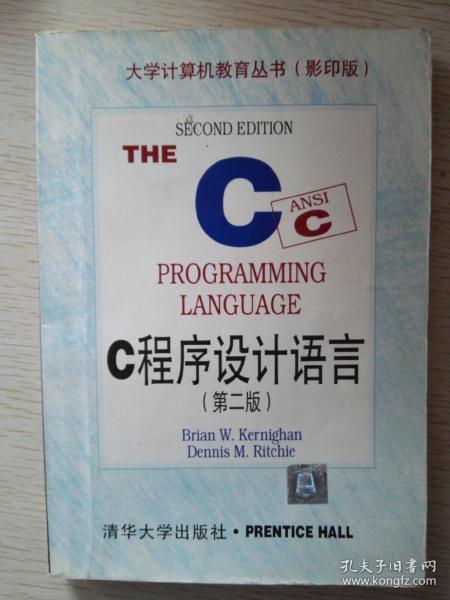 大学计算机教育丛书（影印版）
SECOND EDITION
THE
C
ANSI
C
PROGRAMMING
LANGUAGE
C程序设计语言
（第二版）
Brian W. Kernighan
Dennis M. Ritchie
清华大学出版社·PRENTICE HALL
孔夫子旧书网
www.kongfz.com